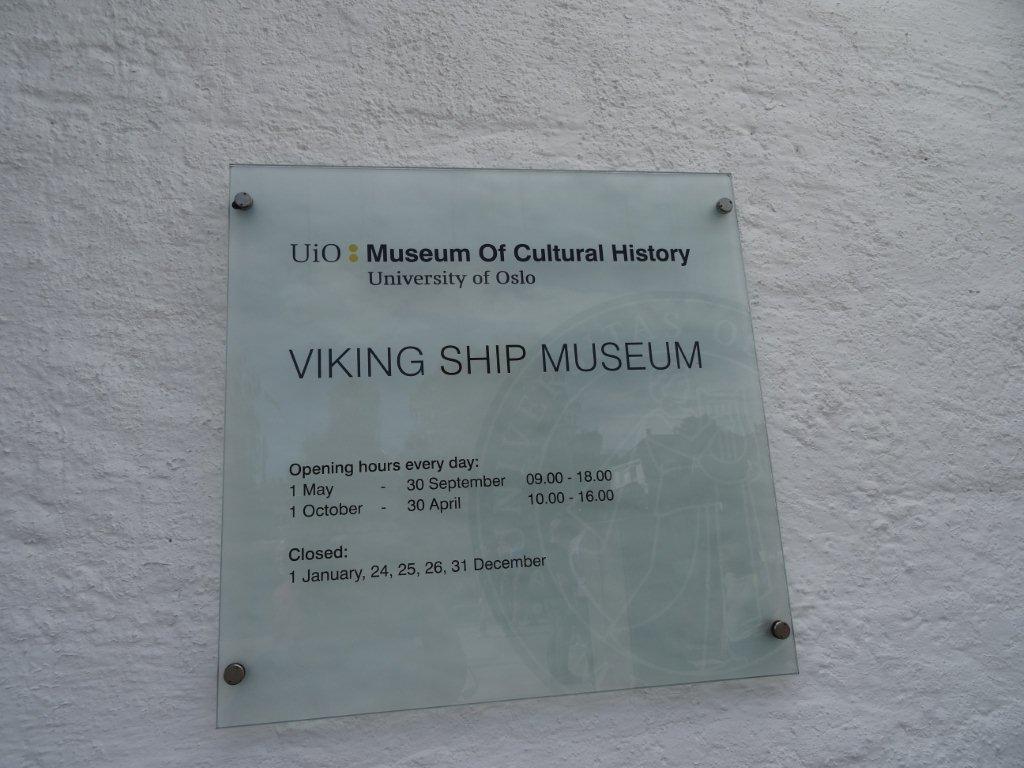 UiO : Museum Of Cultural History
University of Oslo
VIKING SHIP MUSEUM
Opening hours every day:
1 May - 30 September 09.00 - 18.00
1 October - 30 April 10.00 - 16.00
Closed:
1 January, 24, 25, 26, 31 December